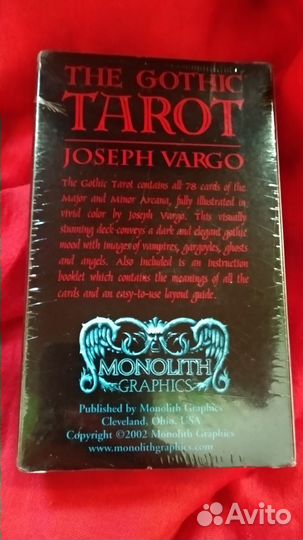 THE GOTHIC
TAROT
JOSEPH VARGO
The Gothic Tarot contains all 78 cards of the
Major and Minor Arcana, fully illustrated in
vivid color by Joseph Vargo. This visually
stunning deck conveys a dark and elegant gothic
mood with images of vampires, gargoyles, ghosts
and angels. Also included is an instruction
booklet which contains the meanings of all the
cards and an easy-to-use layout guide.
MONOLITH
GRAPHICS
Published by Monolith Graphics
Cleveland, Ohio, USA
Copyright ©2002 Monolith Graphics
www.monolithgraphics.com
Avito